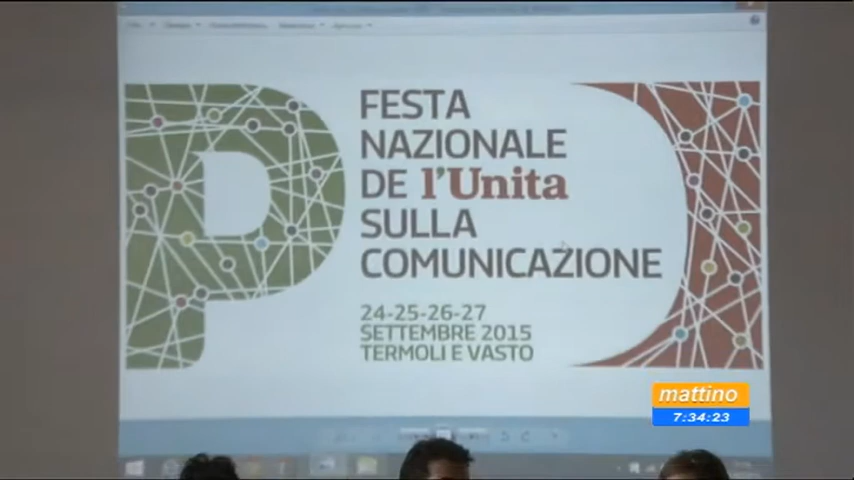 FESTA
NAZIONALE
DE l'Unita
SULLA
COMUNICAZIONE
24-25-26-27
SETTEMBRE 2015
TERMOLI E VASTO
P
mattino
7:34:23